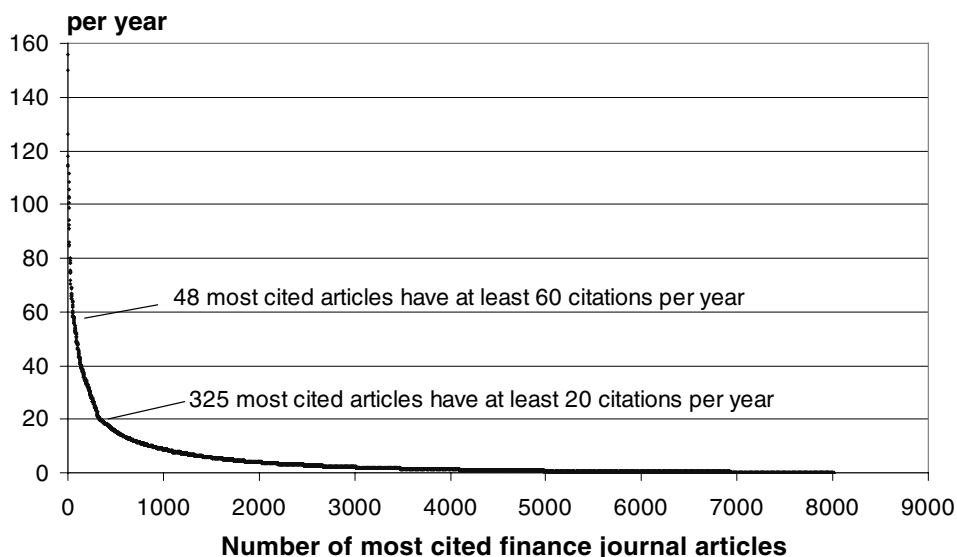 per year
160
140
120
100
80
60
40
20
0
48 most cited articles have at least 60 citations per year
325 most cited articles have at least 20 citations per year
0 1000 2000 3000 4000 5000 6000 7000 8000 9000
Number of most cited finance journal articles